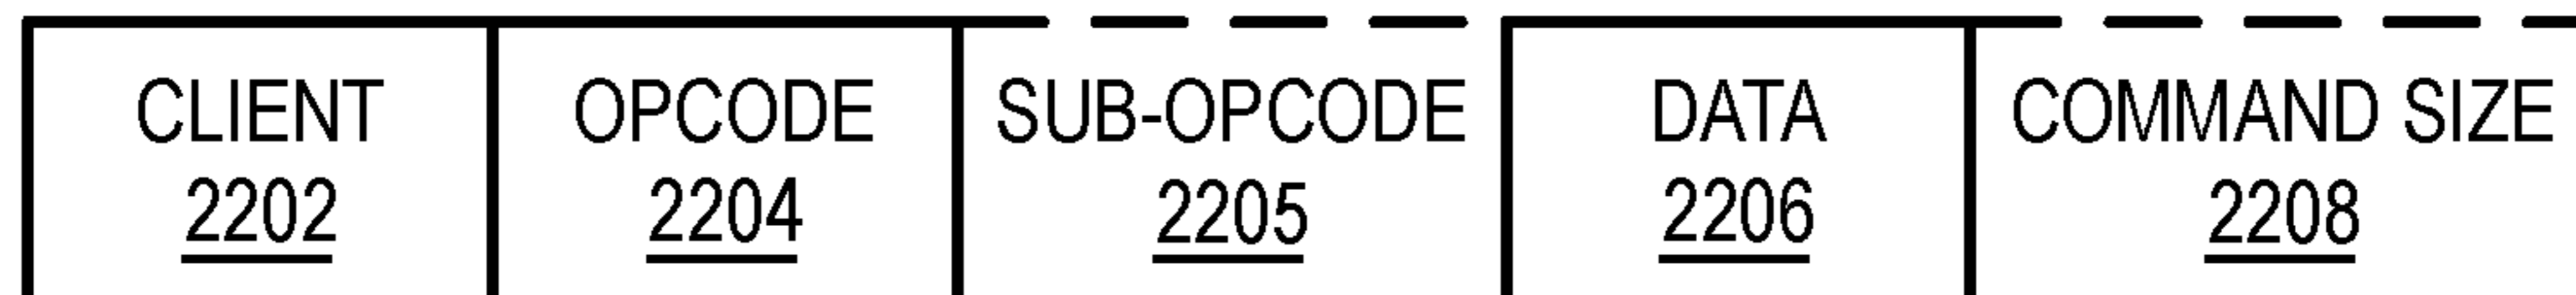 CLIENT OPCODE SUB-OPCODE DATA COMMAND SIZE
2202 2204 2205 2206 2208